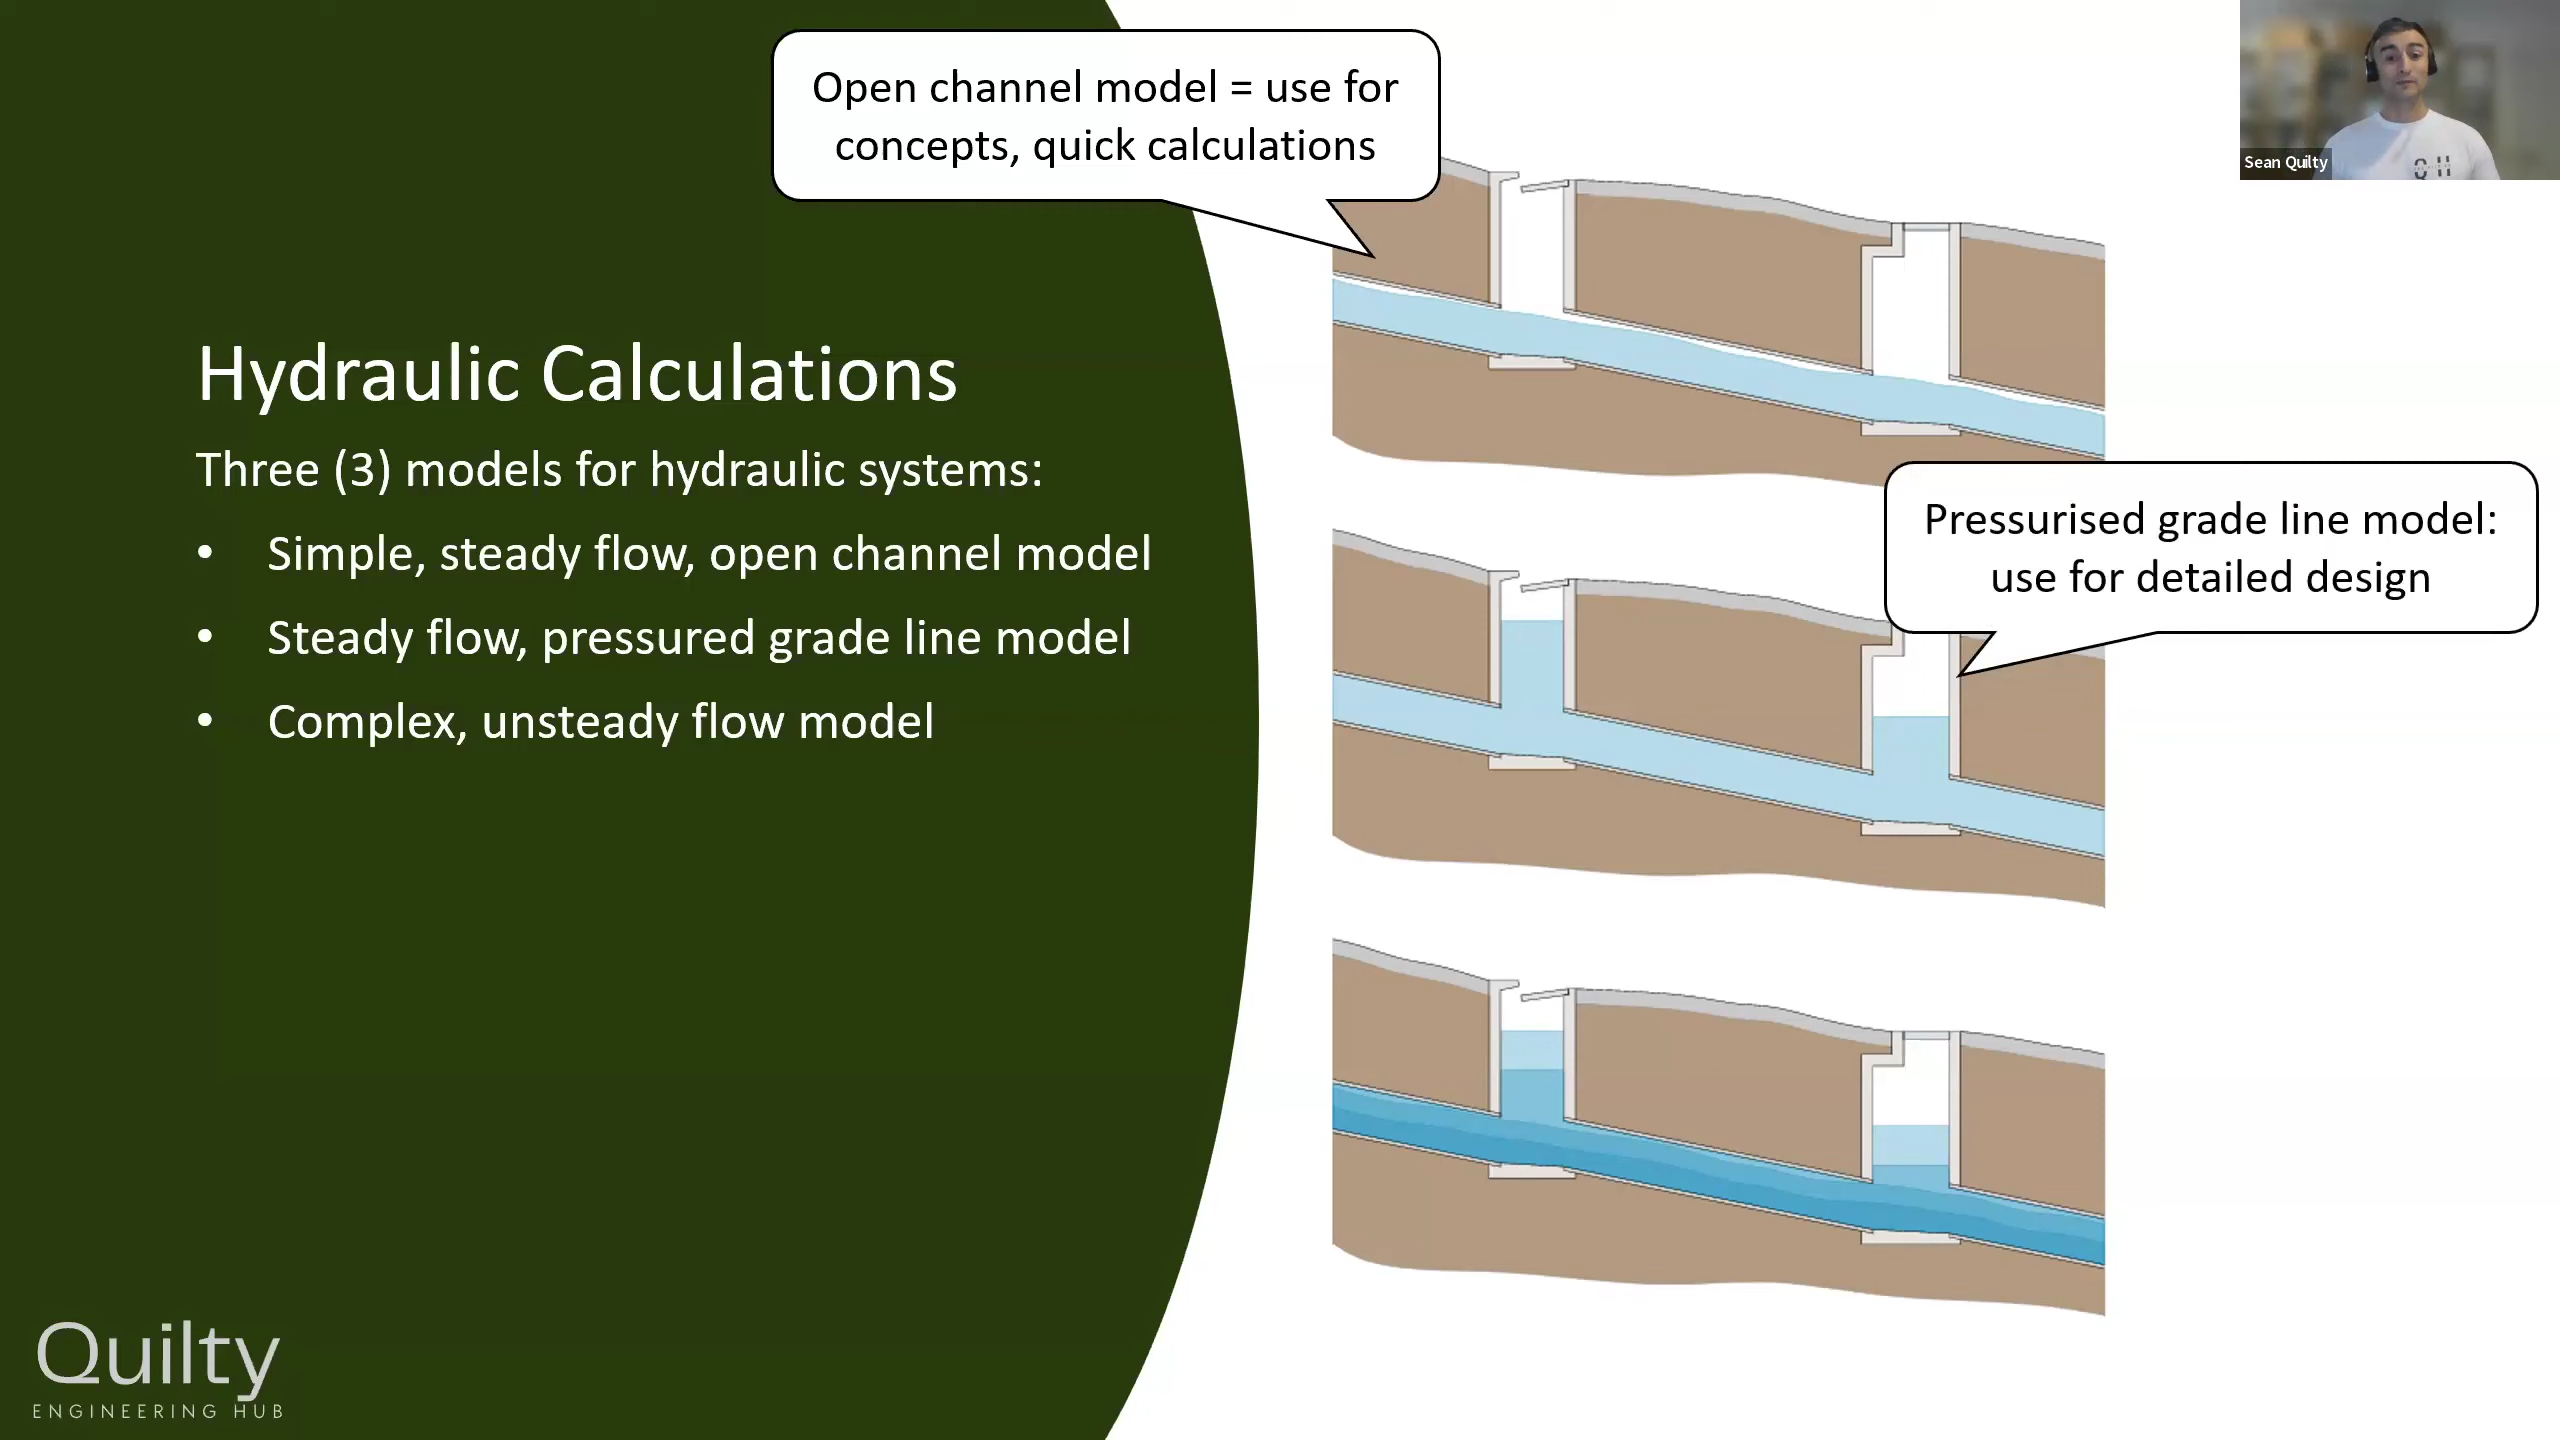 Open channel model = use for
concepts, quick calculations
Sean Quilty
Q H
Hydraulic Calculations
Three (3) models for hydraulic systems:
• Simple, steady flow, open channel model
• Steady flow, pressured grade line model
• Complex, unsteady flow model
Pressurised grade line model:
use for detailed design
Quilty
ENGINEERING HUB